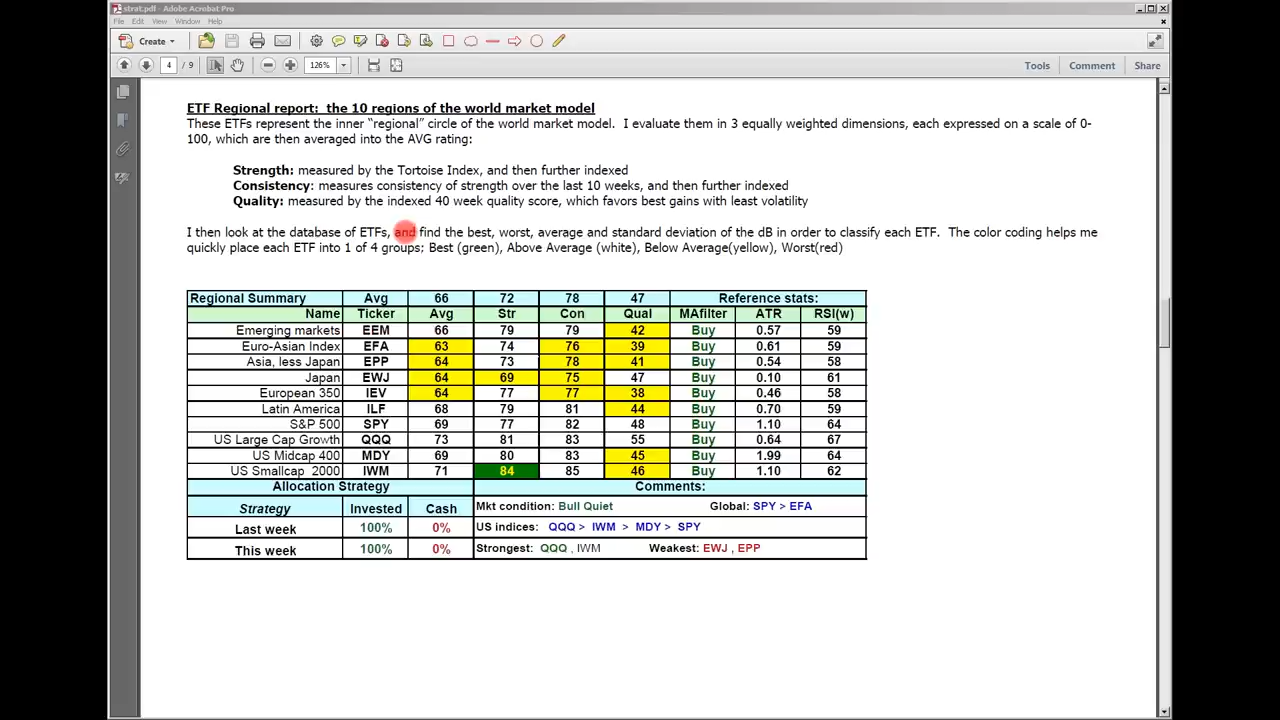 strat.pdf - Adobe Acrobat Pro
File Edit View Window Help
Create
4 / 9 126% Tools Comment Share
ETF Regional report: the 10 regions of the world market model
These ETFs represent the inner “regional” circle of the world market model. I evaluate them in 3 equally weighted dimensions, each expressed on a scale of 0-
100, which are then averaged into the AVG rating:
Strength: measured by the Tortoise Index, and then further indexed
Consistency: measures consistency of strength over the last 10 weeks, and then further indexed
Quality: measured by the indexed 40 week quality score, which favors best gains with least volatility
I then look at the database of ETFs, and find the best, worst, average and standard deviation of the dB in order to classify each ETF. The color coding helps me
quickly place each ETF into 1 of 4 groups; Best (green), Above Average (white), Below Average(yellow), Worst(red)
Regional Summary Avg 66 72 78 47 Reference stats:
Name Ticker Avg Str Con Qual MAfilter ATR RSI(w)
Emerging markets EEM 66 79 79 42 Buy 0.57 59
Euro-Asian Index EFA 63 74 76 39 Buy 0.61 59
Asia, less Japan EPP 64 73 78 41 Buy 0.54 58
Japan EWJ 64 69 75 47 Buy 0.10 61
European 350 IEV 64 77 77 38 Buy 0.46 58
Latin America ILF 68 79 81 44 Buy 0.70 59
S&P 500 SPY 69 77 82 48 Buy 1.10 64
US Large Cap Growth QQQ 73 81 83 55 Buy 0.64 67
US Midcap 400 MDY 69 80 83 45 Buy 1.99 64
US Smallcap 2000 IWM 71 84 85 46 Buy 1.10 62
Allocation Strategy Comments:
Strategy Invested Cash Mkt condition: Bull Quiet Global: SPY > EFA
Last week 100% 0% US indices: QQQ > IWM > MDY > SPY
This week 100% 0% Strongest: QQQ , IWM Weakest: EWJ , EPP